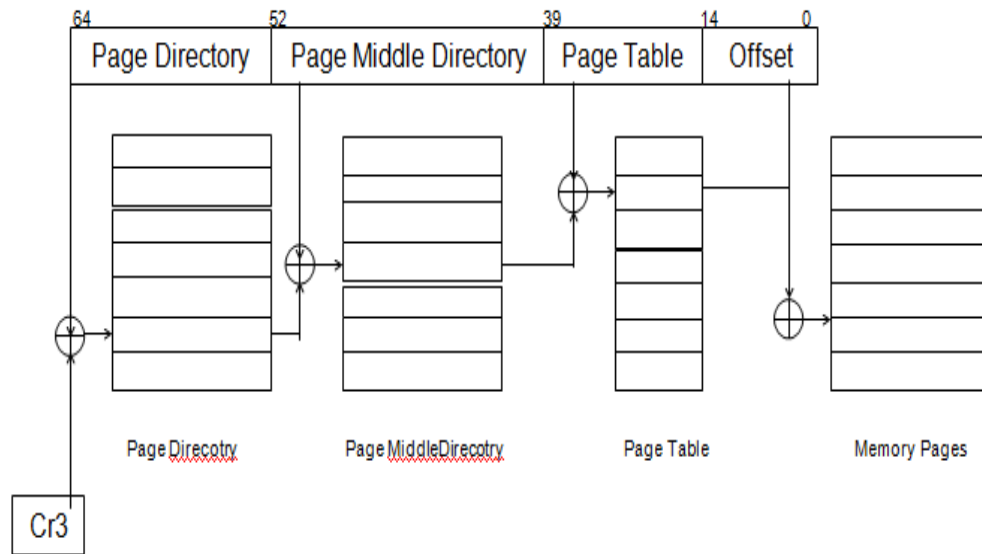 64 52 39 14 0
Page Directory Page Middle Directory Page Table Offset
Page Direcotry Page MiddleDirecotry Page Table Memory Pages
Cr3